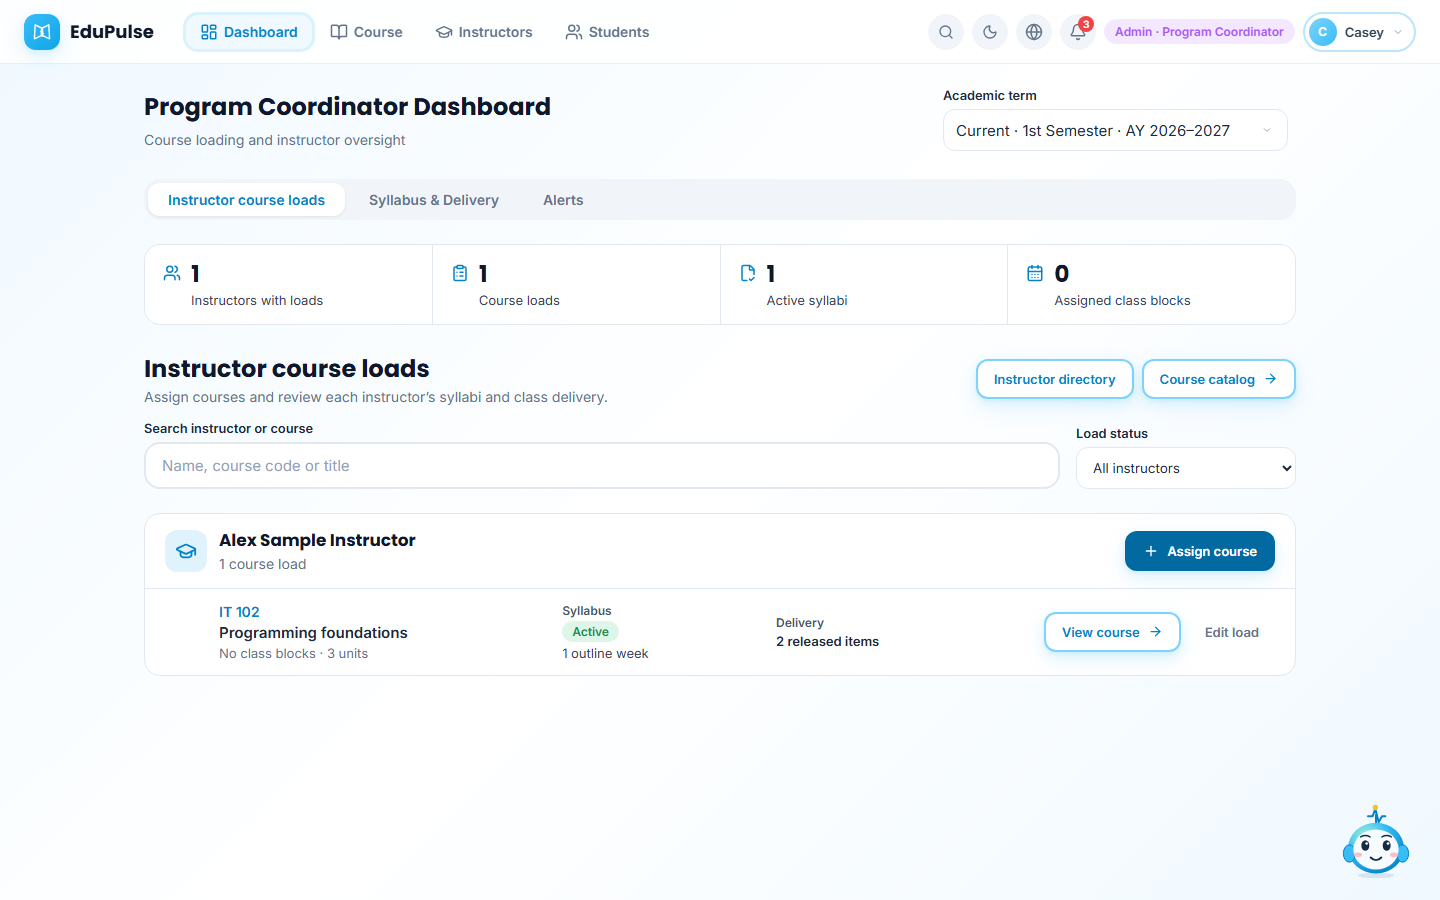 EduPulse
Dashboard
Course
Instructors
Students
3
Admin · Program Coordinator
C
Casey
Program Coordinator Dashboard
Course loading and instructor oversight
Academic term
Current · 1st Semester · AY 2026–2027
Instructor course loads
Syllabus & Delivery
Alerts
1
Instructors with loads
1
Course loads
1
Active syllabi
0
Assigned class blocks
Instructor course loads
Assign courses and review each instructor’s syllabi and class delivery.
Instructor directory
Course catalog
Search instructor or course
Name, course code or title
Load status
All instructors
Alex Sample Instructor
1 course load
Assign course
IT 102
Programming foundations
No class blocks · 3 units
Syllabus
Active
1 outline week
Delivery
2 released items
View course
Edit load